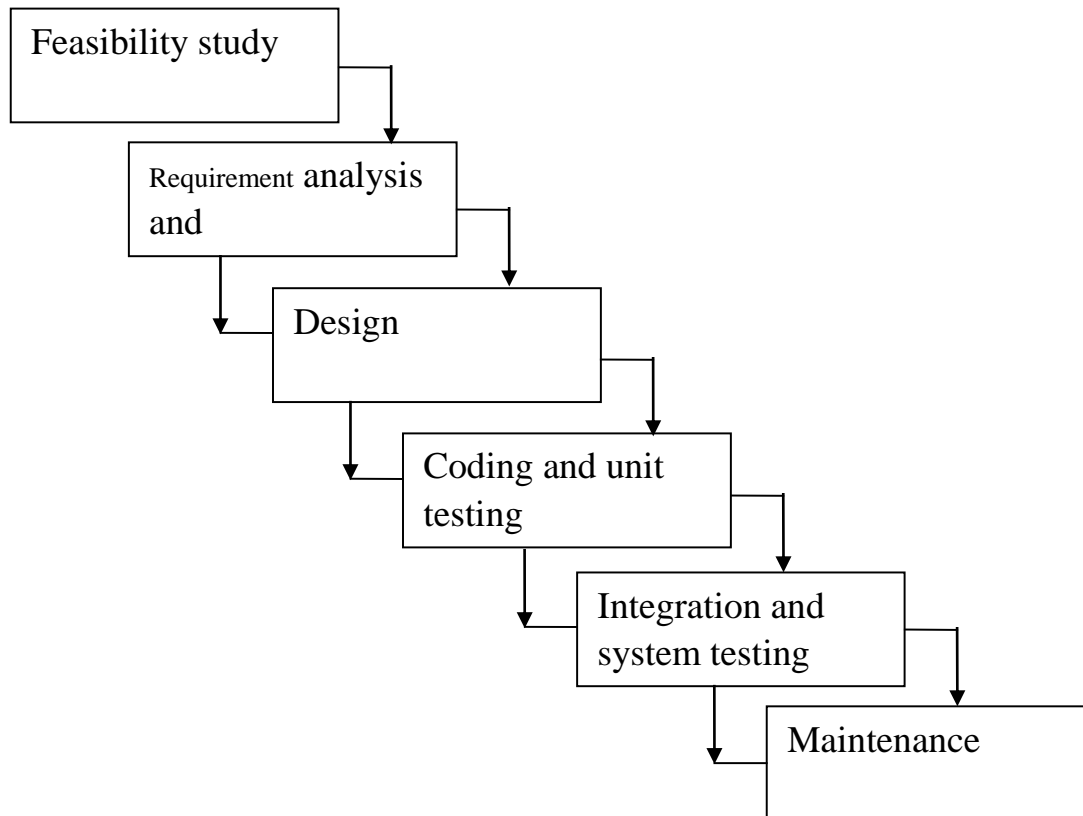 Feasibility study
Requirement analysis
and
Design
Coding and unit
testing
Integration and
system testing
Maintenance